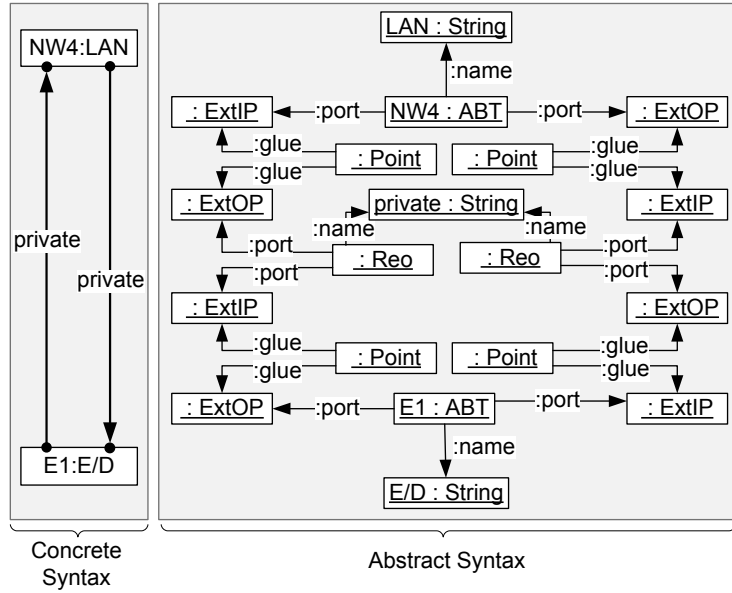 NW4:LAN
private
private
E1:E/D
Concrete
Syntax
LAN : String
:name
: ExtIP
:port
NW4 : ABT
:port
: ExtOP
:glue
: Point
: Point
:glue
:glue
:glue
: ExtOP
private : String
: ExtIP
:name
:name
:port
: Reo
: Reo
:port
:port
:port
: ExtIP
: ExtOP
:glue
: Point
: Point
:glue
:glue
:glue
: ExtOP
:port
E1 : ABT
:port
: ExtIP
:name
E/D : String
Abstract Syntax